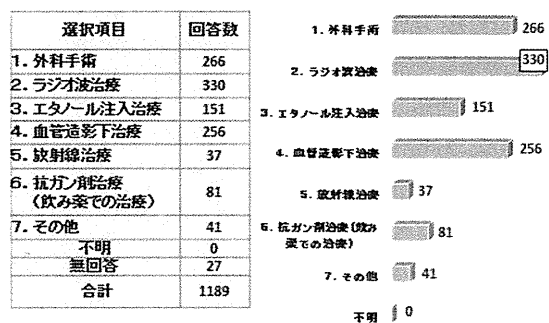 選択項目 回答数
1. 外科手術 266
2. ラジオ波治療 330
3. エタノール注入治療 151
4. 血管造影下治療 256
5. 放射線治療 37
6. 抗ガン剤治療
(飲み薬での治療) 81
7. その他 41
不明 0
無回答 27
合計 1189
1. 外科手術 266
2. ラジオ波治療 330
3. エタノール注入治療 151
4. 血管造影下治療 256
5. 放射線治療 37
6. 抗ガン剤治療(飲み
薬での治療) 81
7. その他 41
不明 0